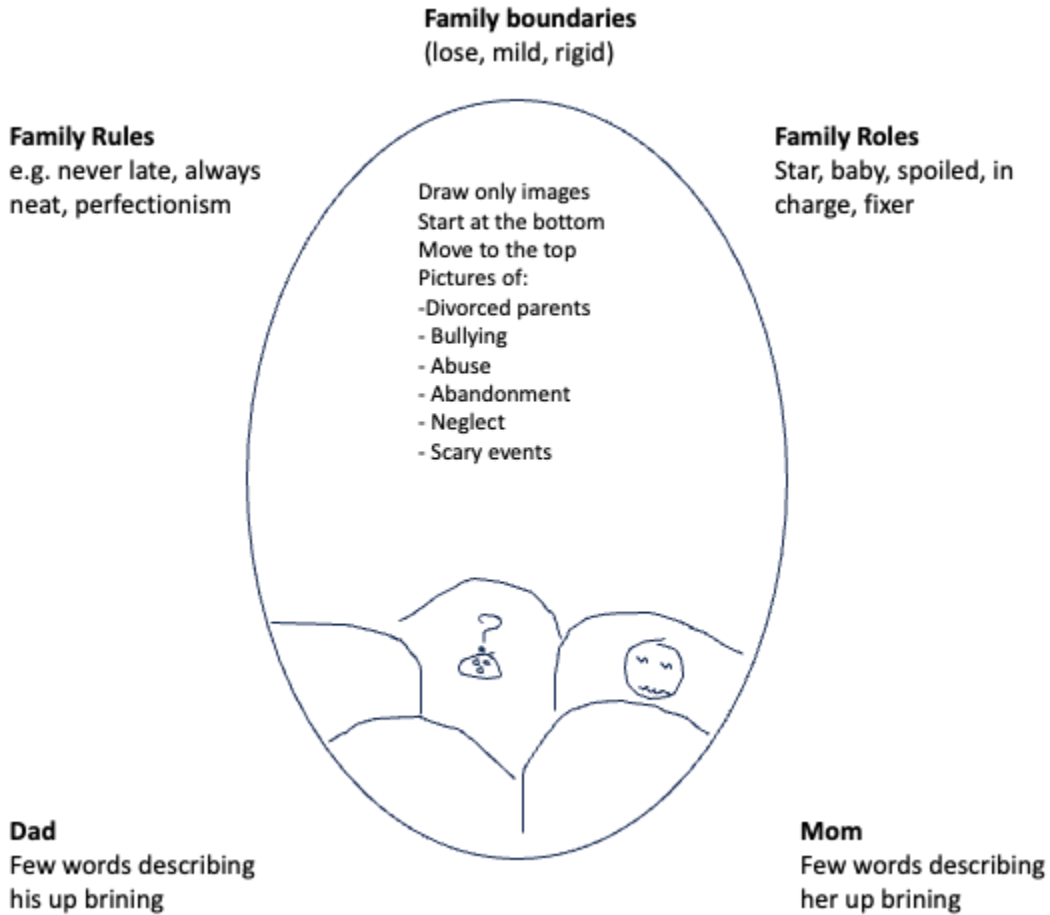 Family boundaries
(lose, mild, rigid)
Family Rules
e.g. never late, always
neat, perfectionism
Family Roles
Star, baby, spoiled, in
charge, fixer
Draw only images
Start at the bottom
Move to the top
Pictures of:
-Divorced parents
- Bullying
- Abuse
- Abandonment
- Neglect
- Scary events
?
Dad
Few words describing
his up brining
Mom
Few words describing
her up brining